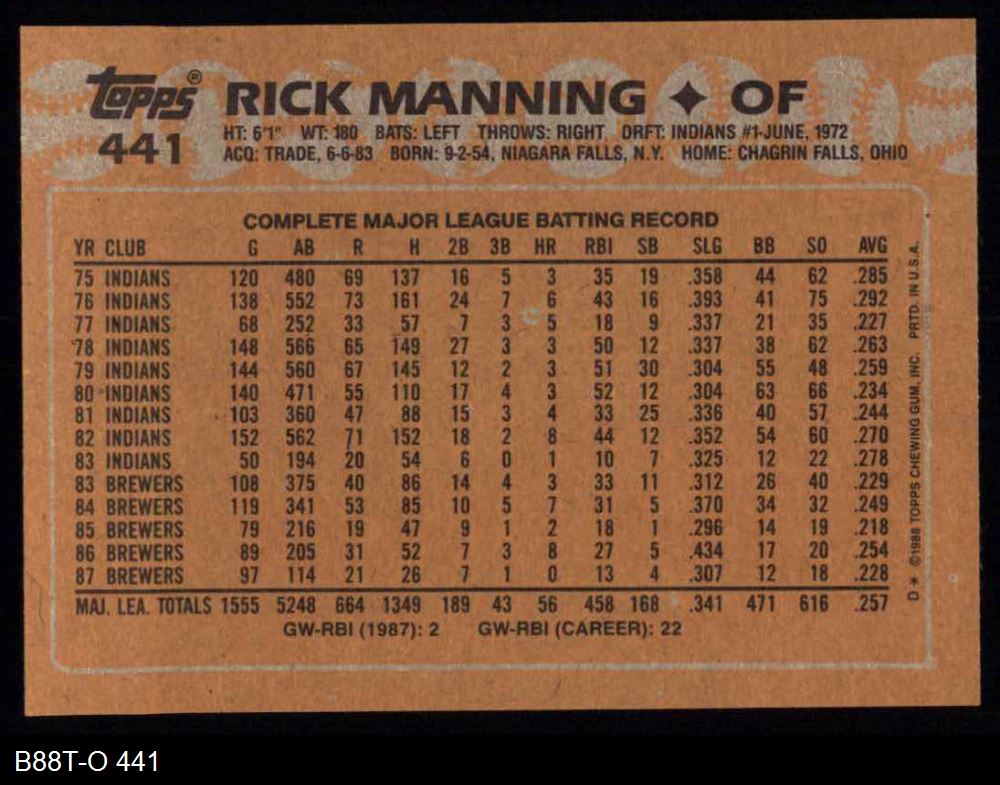 Topps® RICK MANNING ✦ OF
441 HT: 6'1" WT: 180 BATS: LEFT THROWS: RIGHT DRFT: INDIANS #1-JUNE, 1972
ACQ: TRADE, 6-6-83 BORN: 9-2-54, NIAGARA FALLS, N.Y. HOME: CHAGRIN FALLS, OHIO
COMPLETE MAJOR LEAGUE BATTING RECORD
YR CLUB G AB R H 2B 3B HR RBI SB SLG BB SO AVG
75 INDIANS 120 480 69 137 16 5 3 35 19 .358 44 62 .285
76 INDIANS 138 552 73 161 24 7 6 43 16 .393 41 75 .292
77 INDIANS 68 252 33 57 7 3 5 18 9 .337 21 35 .227
78 INDIANS 148 566 65 149 27 3 3 50 12 .337 38 62 .263
79 INDIANS 144 560 67 145 12 2 3 51 30 .304 55 48 .259
80 INDIANS 140 471 55 110 17 4 3 52 12 .304 63 66 .234
81 INDIANS 103 360 47 88 15 3 4 33 25 .336 40 57 .244
82 INDIANS 152 562 71 152 18 2 8 44 12 .352 54 60 .270
83 INDIANS 50 194 20 54 6 0 1 10 7 .325 12 22 .278
83 BREWERS 108 375 40 86 14 4 3 33 11 .312 26 40 .229
84 BREWERS 119 341 53 85 10 5 7 31 5 .370 34 32 .249
85 BREWERS 79 216 19 47 9 1 2 18 1 .296 14 19 .218
86 BREWERS 89 205 31 52 7 3 8 27 5 .434 17 20 .254
87 BREWERS 97 114 21 26 7 1 0 13 4 .307 12 18 .228
MAJ. LEA. TOTALS 1555 5248 664 1349 189 43 56 458 168 .341 471 616 .257
GW-RBI (1987): 2 GW-RBI (CAREER): 22
D* ©1988 TOPPS CHEWING GUM, INC. PRTD. IN U.S.A.
B88T-O 441